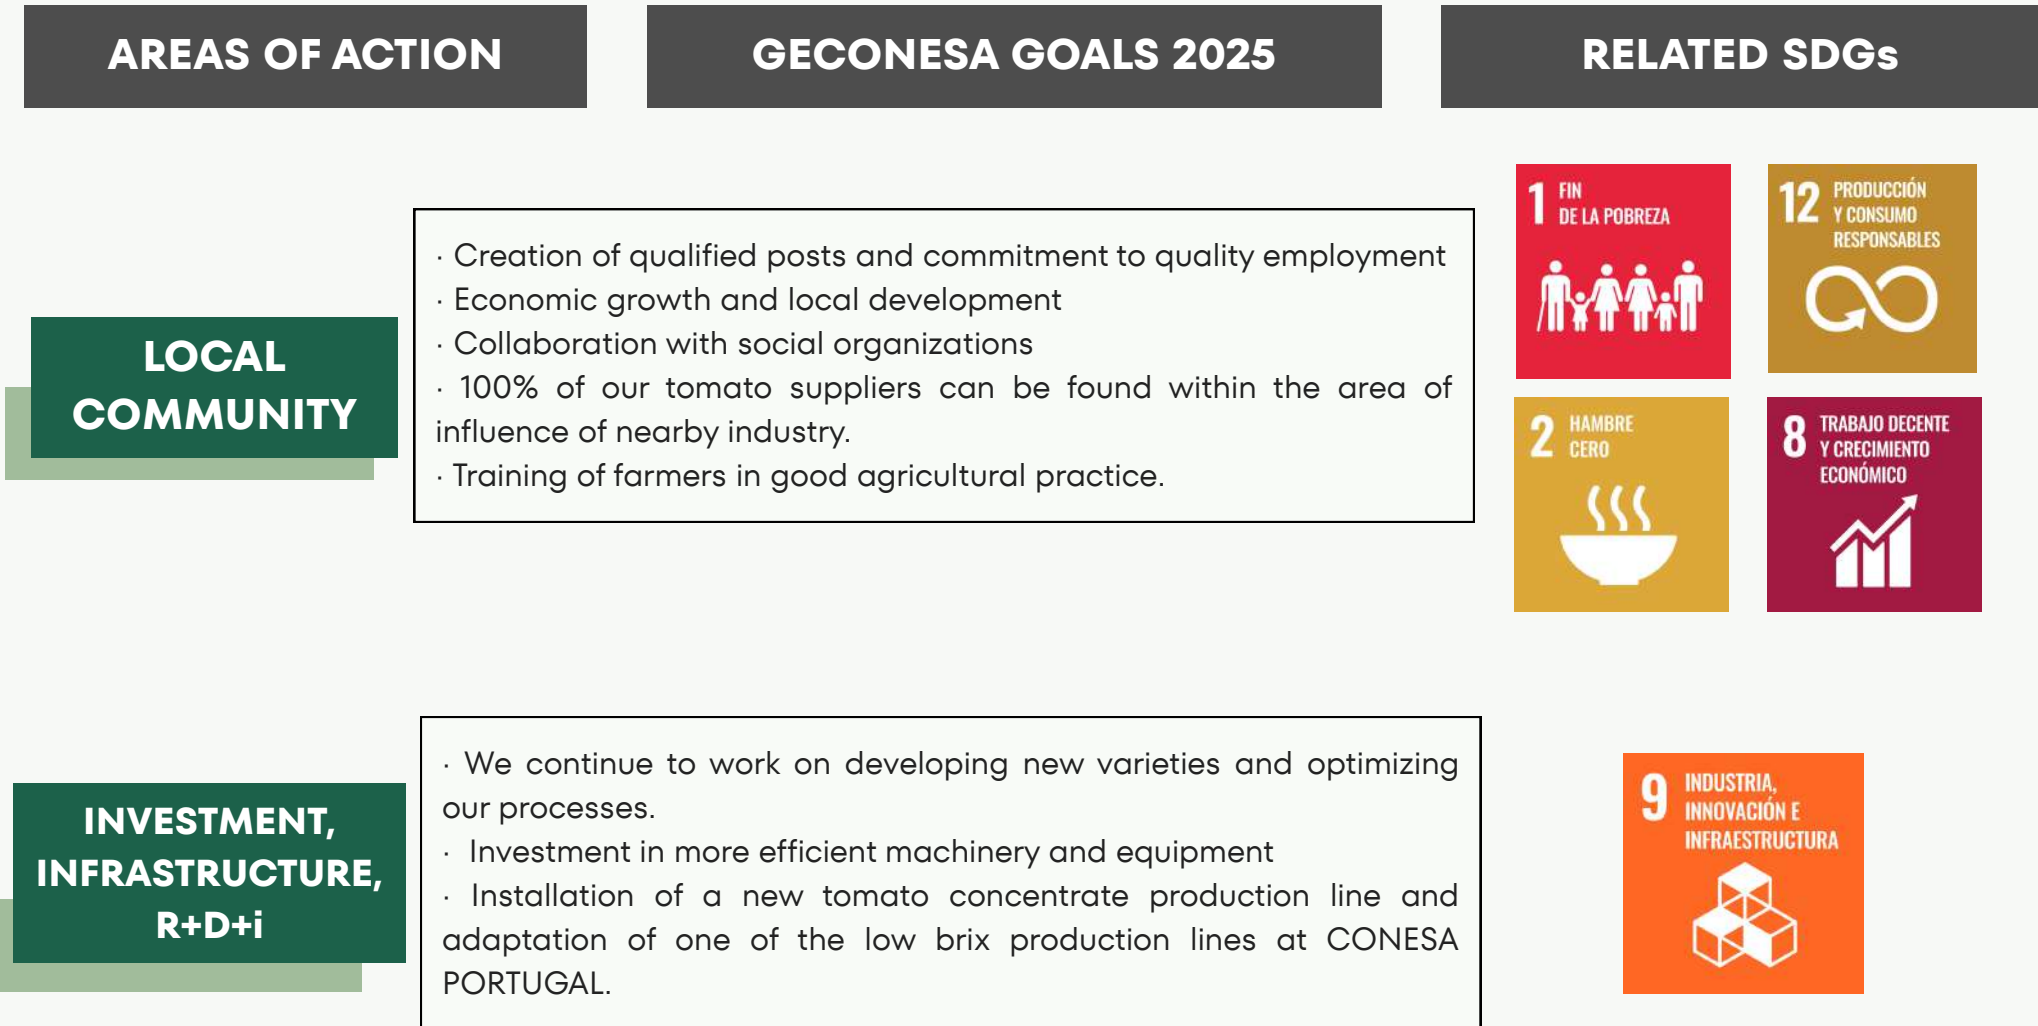 AREAS OF ACTION
GECONESA GOALS 2025
RELATED SDGs
LOCAL
COMMUNITY
· Creation of qualified posts and commitment to quality employment
· Economic growth and local development
· Collaboration with social organizations
· 100% of our tomato suppliers can be found within the area of
influence of nearby industry.
· Training of farmers in good agricultural practice.
1 FIN
DE LA POBREZA
12 PRODUCCIÓN
Y CONSUMO
RESPONSABLES
2 HAMBRE
CERO
8 TRABAJO DECENTE
Y CRECIMIENTO
ECONÓMICO
INVESTMENT,
INFRASTRUCTURE,
R+D+i
· We continue to work on developing new varieties and optimizing
our processes.
· Investment in more efficient machinery and equipment
· Installation of a new tomato concentrate production line and
adaptation of one of the low brix production lines at CONESA
PORTUGAL.
9 INDUSTRIA,
INNOVACIÓN E
INFRAESTRUCTURA